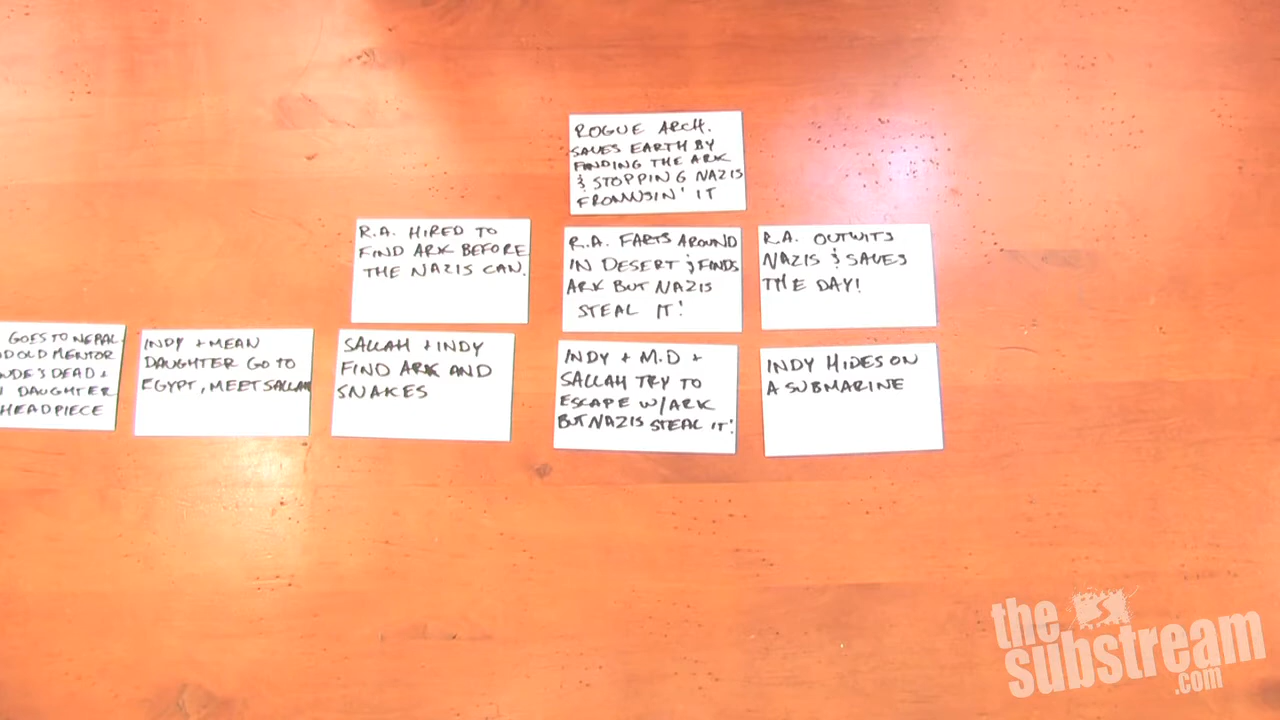 ROGUE ARCH.
SAVES EARTH BY
FINDING THE ARK
& STOPPING NAZIS
FROM USIN' IT
R.A. HIRED TO
FIND ARK BEFORE
THE NAZIS CAN.
R.A. FARTS AROUND
IN DESERT & FINDS
ARK BUT NAZIS
STEAL IT!
R.A. OUTWITS
NAZIS & SAVES
THE DAY!
GOES TO NEPAL
OLD MENTOR
DEAD +
DAUGHTER
HEADPIECE
INDY + MEAN
DAUGHTER GO TO
EGYPT, MEET SALLAH
SALLAH + INDY
FIND ARK AND
SNAKES
INDY + M.D +
SALLAH TRY TO
ESCAPE W/ARK
BUT NAZIS STEAL IT!
INDY HIDES ON
A SUBMARINE
the
substream
.com